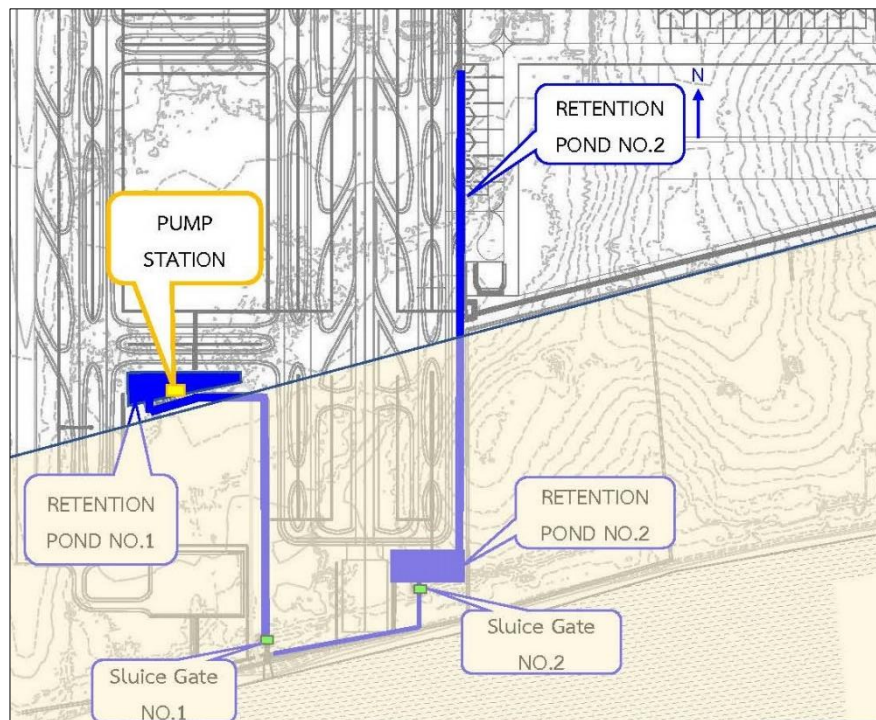 N
RETENTION
POND NO.2
PUMP
STATION
RETENTION
POND NO.1
RETENTION
POND NO.2
Sluice Gate
NO.2
Sluice Gate
NO.1